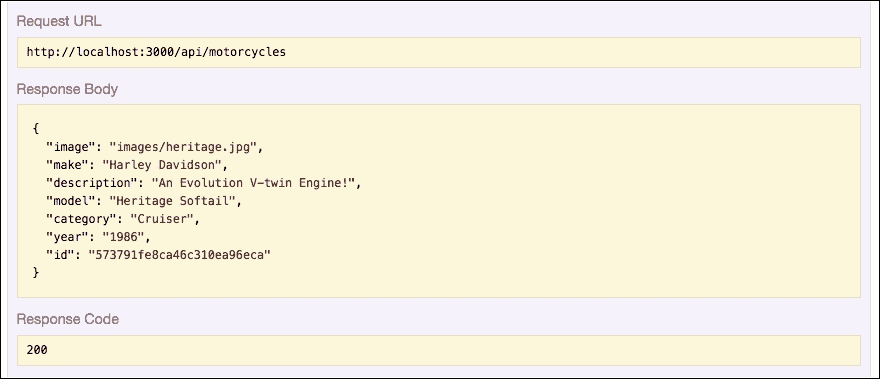 Request URL
http://localhost:3000/api/motorcycles
Response Body
{
  "image": "images/heritage.jpg",
  "make": "Harley Davidson",
  "description": "An Evolution V-twin Engine!",
  "model": "Heritage Softail",
  "category": "Cruiser",
  "year": "1986",
  "id": "573791fe8ca46c310ea96eca"
}
Response Code
200